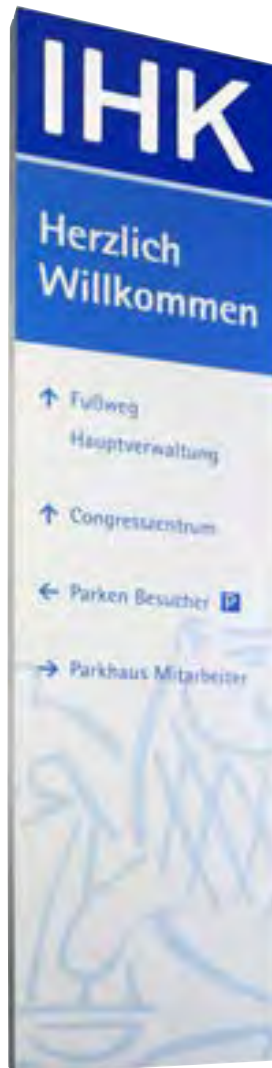 IHK
Herzlich
Willkommen
↑ Fußweg
Hauptverwaltung
↑ Congresszentrum
← Parken Besucher P
→ Parkhaus Mitarbeiter